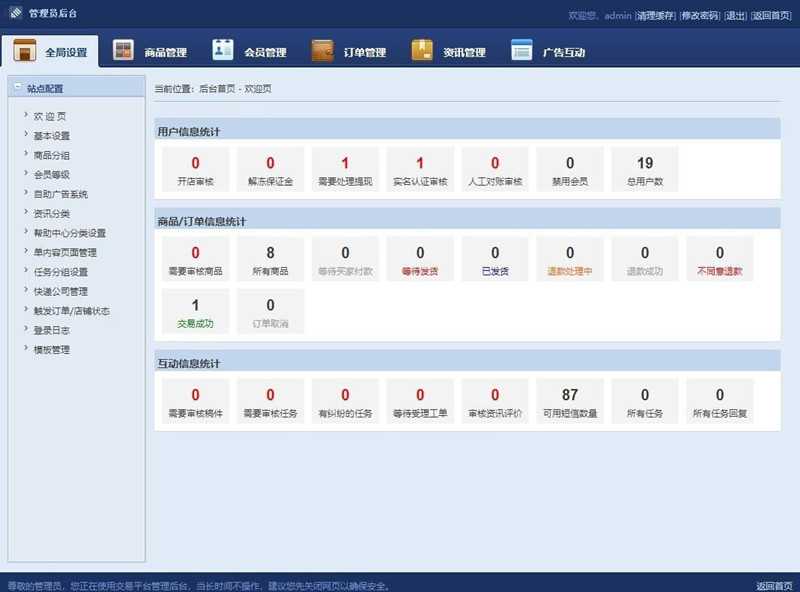 管理员后台
欢迎您、admin [清理缓存] [修改密码] [退出] [返回首页]
全局设置 商品管理 会员管理 订单管理 资讯管理 广告互动
站点配置
欢 迎 页
基本设置
商品分组
会员等级
自助广告系统
资讯分类
帮助中心分类设置
单内容页面管理
任务分组设置
快递公司管理
触发订单/店铺状态
登录日志
模板管理
当前位置：后台首页 - 欢迎页
用户信息统计
0 0 1 1 0 0 19
开店审核 解冻保证金 需要处理提现 实名认证审核 人工对账审核 禁用会员 总用户数
商品/订单信息统计
0 8 0 0 0 0 0 0
需要审核商品 所有商品 等待买家付款 等待发货 已发货 退款处理中 退款成功 不同意退款
1 0
交易成功 订单取消
互动信息统计
0 0 0 0 0 87 0 0
需要审核稿件 需要审核任务 有纠纷的任务 等待受理工单 审核资讯评价 可用短信数量 所有任务 所有任务回复
尊敬的管理员，您正在使用交易平台管理后台，当长时间不操作，建议您先关闭网页以确保安全。 返回首页